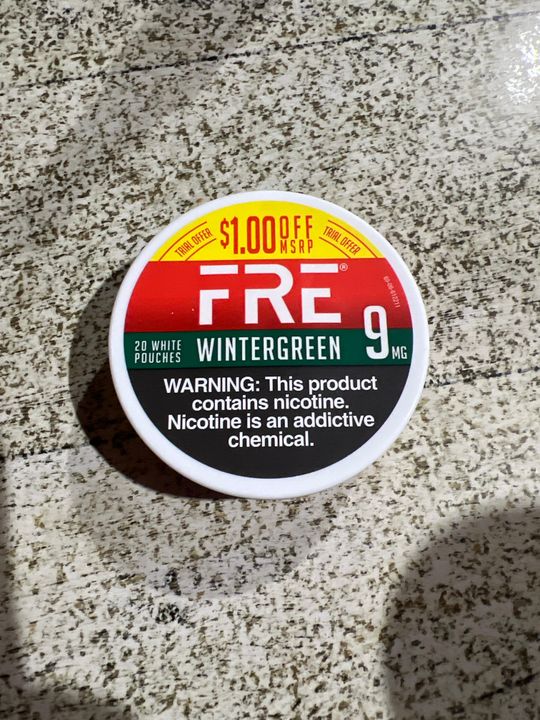 TRIAL OFFER
$1.00 OFF MSRP
TRIAL OFFER
FRE®
20 WHITE
POUCHES
WINTERGREEN
9 MG
WARNING: This product
contains nicotine.
Nicotine is an addictive
chemical.